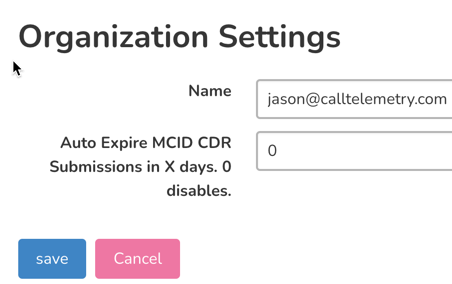 Organization Settings
Name
jason@calltelemetry.com
Auto Expire MCID CDR
Submissions in X days. 0
disables.
0
save
Cancel